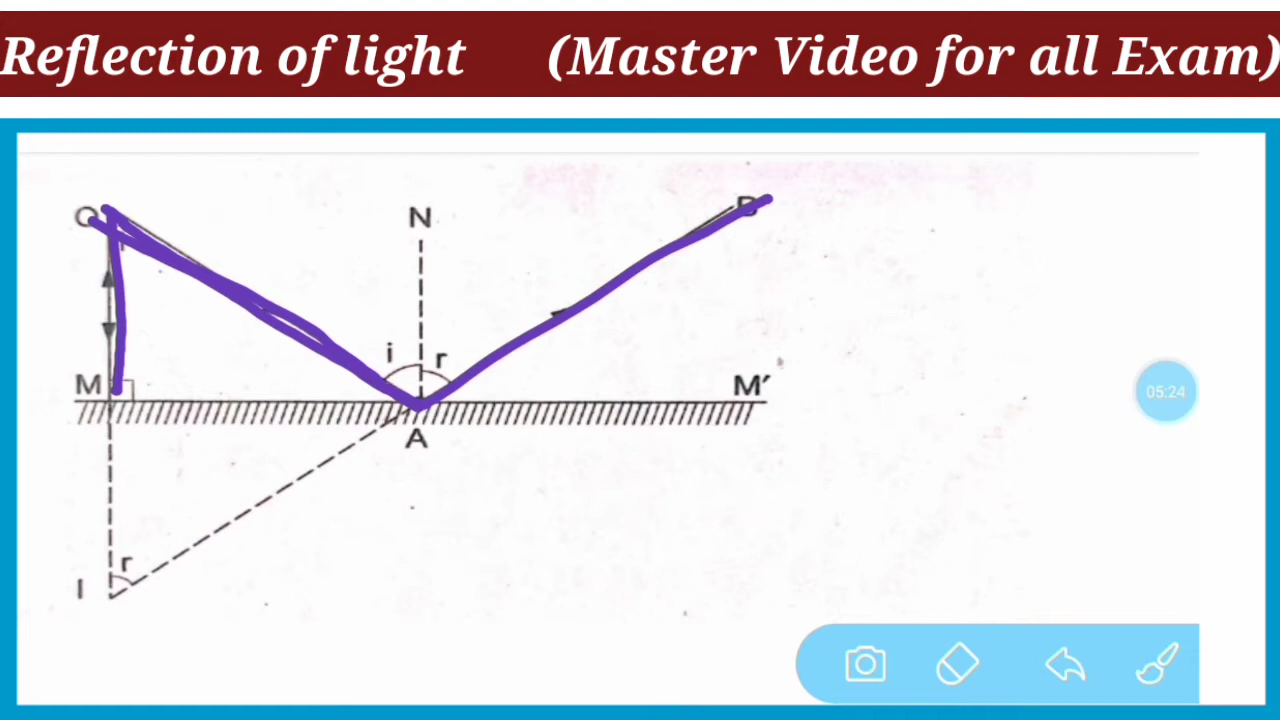 Reflection of light (Master Video for all Exam)
O N B
i r
M M′
05:24
A
r
I